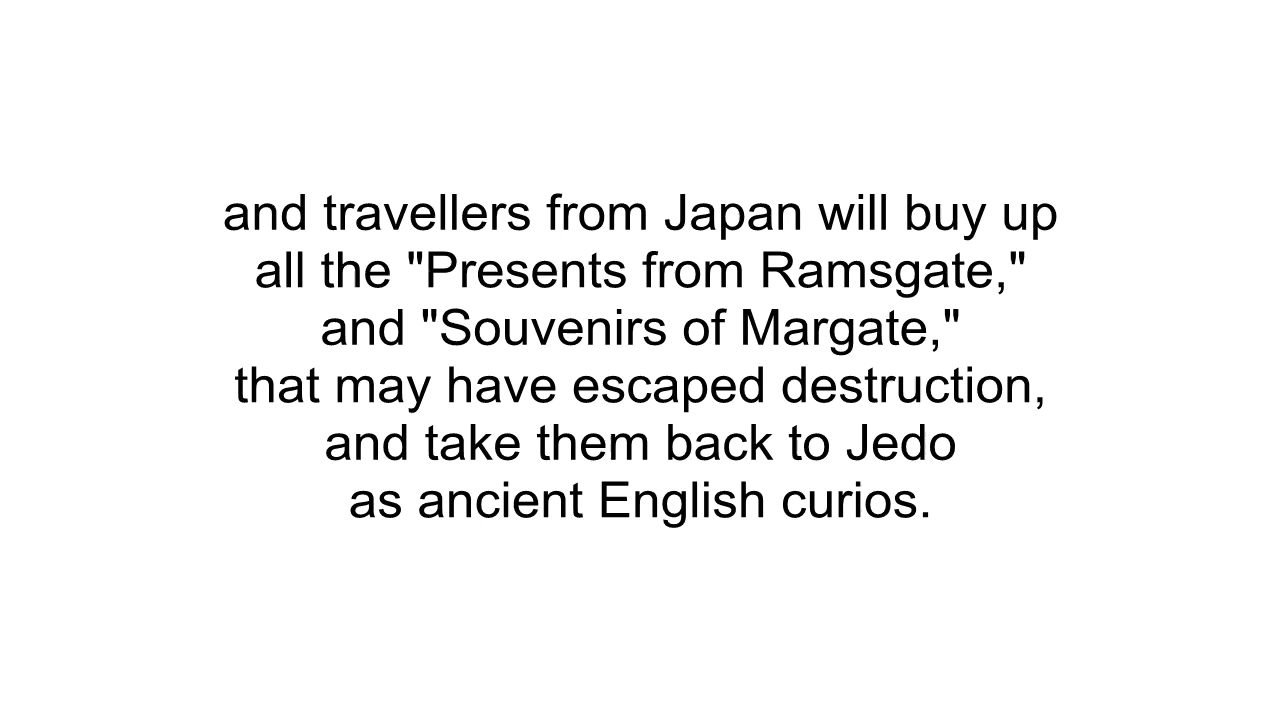 and travellers from Japan will buy up
all the "Presents from Ramsgate,"
and "Souvenirs of Margate,"
that may have escaped destruction,
and take them back to Jedo
as ancient English curios.